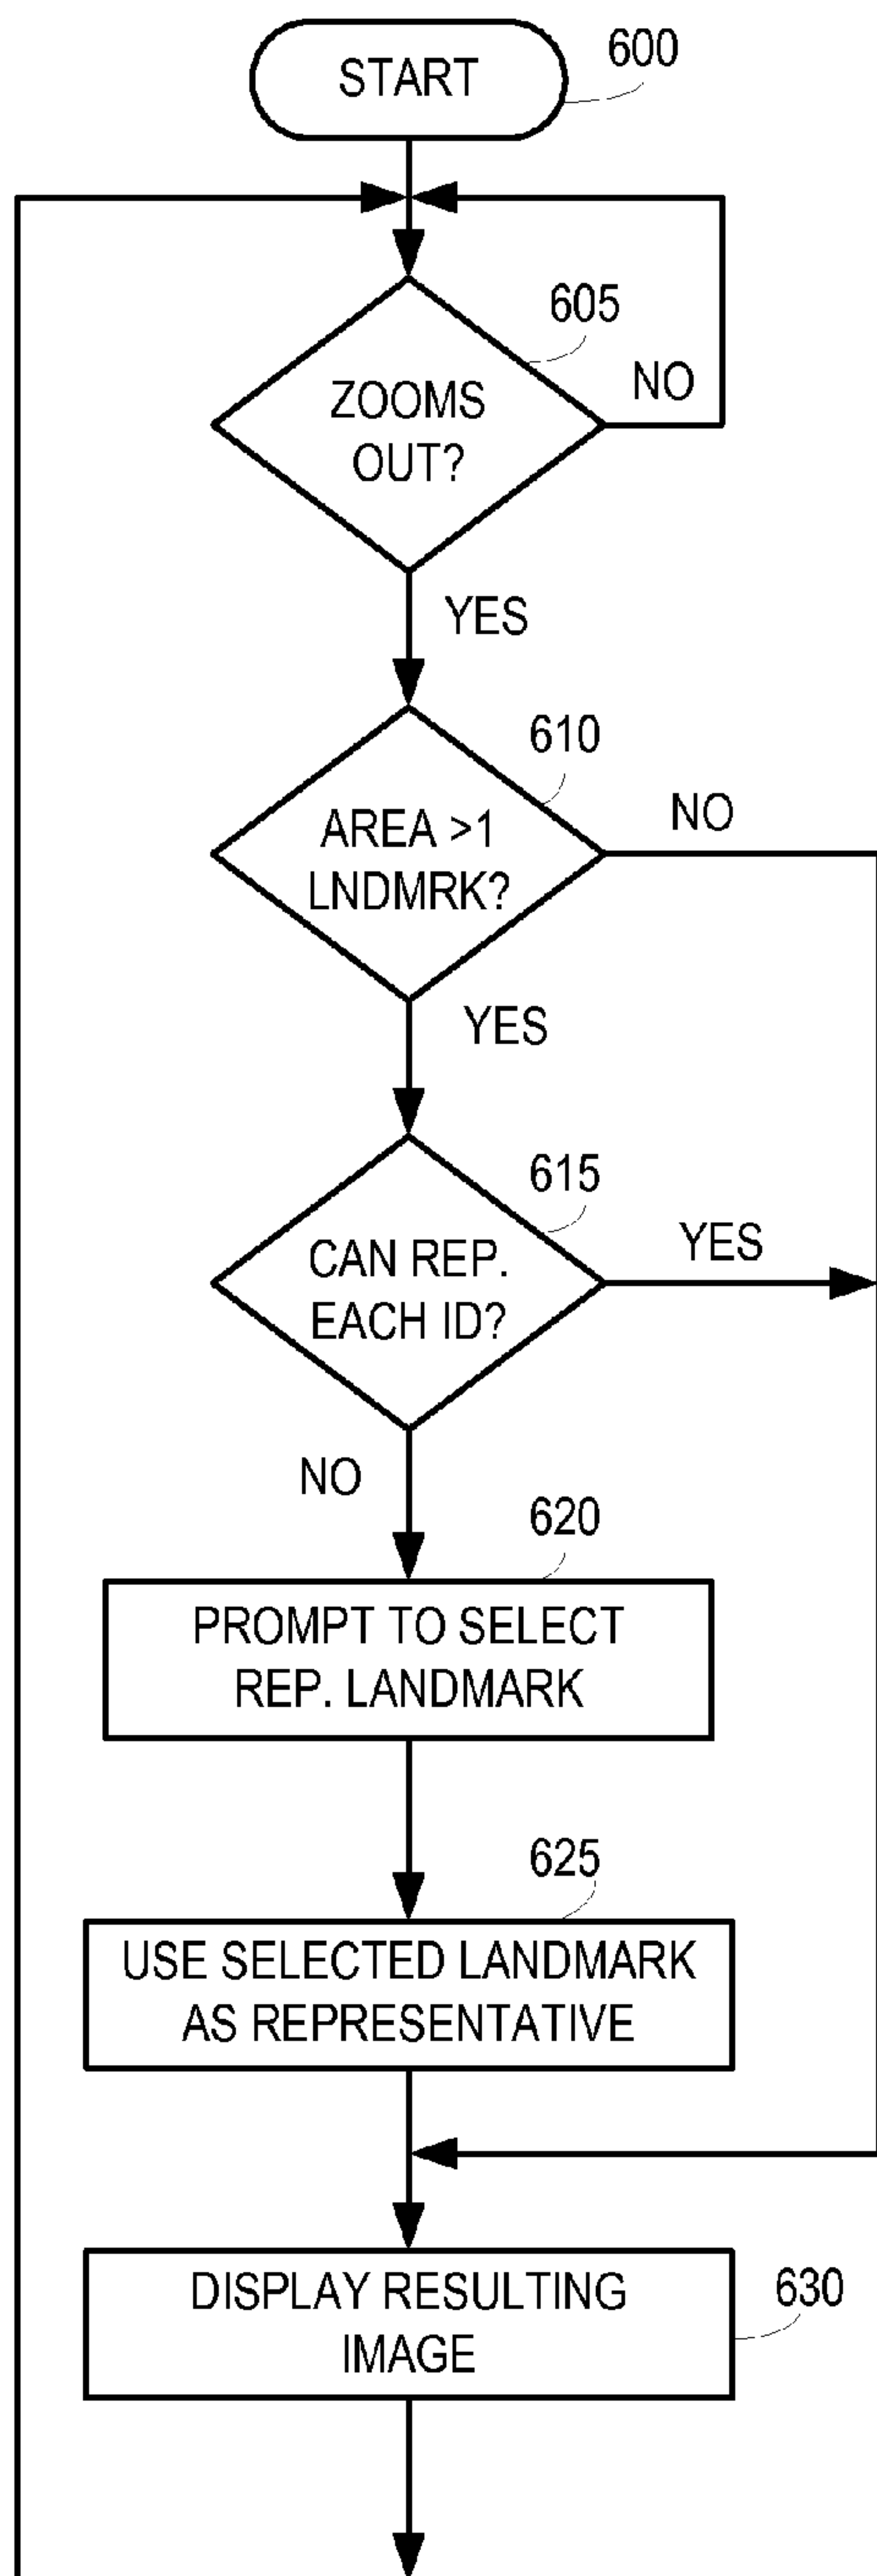 START
600
605
ZOOMS
OUT?
NO
YES
610
AREA >1
LNDMRK?
NO
YES
615
CAN REP.
EACH ID?
YES
NO
620
PROMPT TO SELECT
REP. LANDMARK
625
USE SELECTED LANDMARK
AS REPRESENTATIVE
DISPLAY RESULTING
IMAGE
630